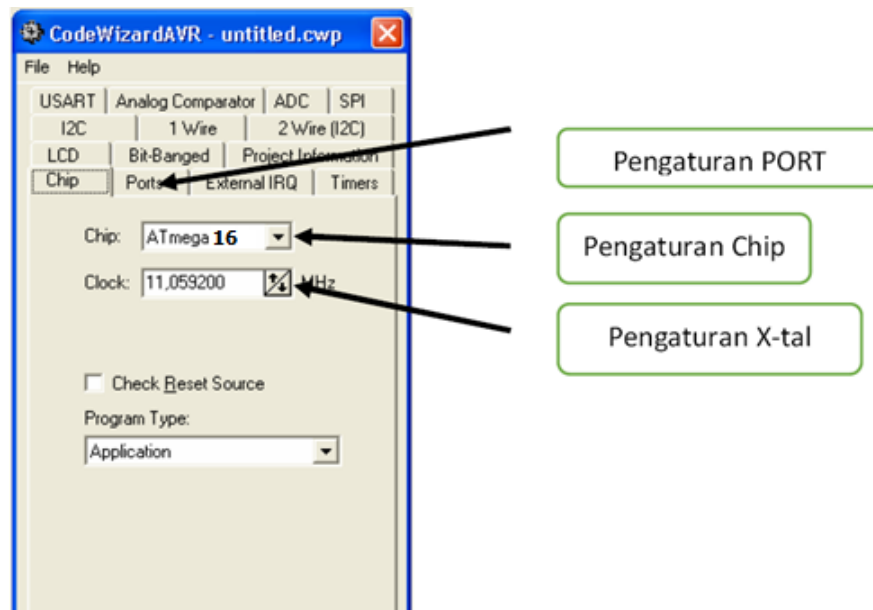 CodeWizardAVR - untitled.cwp
File Help
USART Analog Comparator ADC SPI
I2C 1 Wire 2 Wire (I2C)
LCD Bit-Banged Project Information
Chip Ports External IRQ Timers
Chip: ATmega 16
Clock: 11,059200 MHz
Check Reset Source
Program Type:
Application
Pengaturan PORT
Pengaturan Chip
Pengaturan X-tal